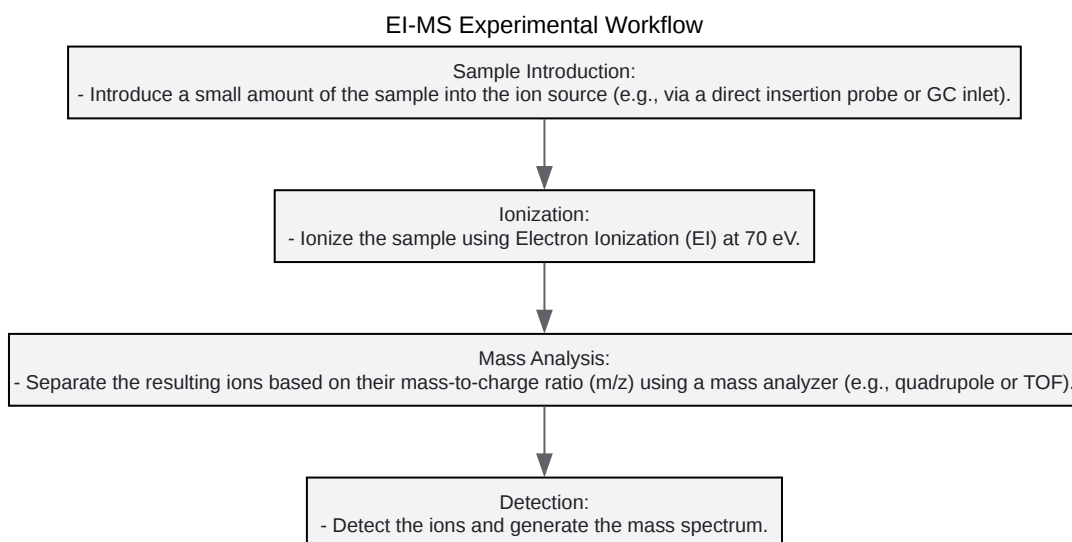 EI-MS Experimental Workflow
Sample Introduction:
- Introduce a small amount of the sample into the ion source (e.g., via a direct insertion probe or GC inlet).
Ionization:
- Ionize the sample using Electron Ionization (EI) at 70 eV.
Mass Analysis:
- Separate the resulting ions based on their mass-to-charge ratio (m/z) using a mass analyzer (e.g., quadrupole or TOF).
Detection:
- Detect the ions and generate the mass spectrum.